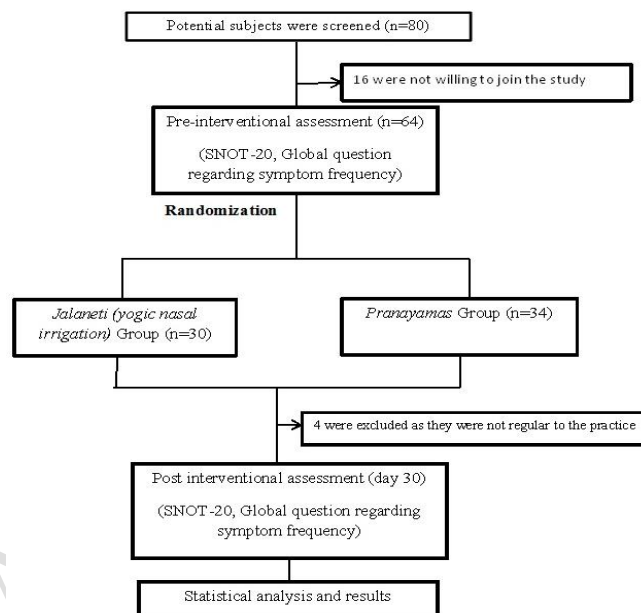 Potential subjects were screened (n=80)
16 were not willing to join the study
Pre-interventional assessment (n=64)
(SNOT-20, Global question
regarding symptom frequency)
Randomization
Jalaneti (yogic nasal
irrigation) Group (n=30)
Pranayamas Group (n=34)
4 were excluded as they were not regular to the practice
Post interventional assessment (day 30)
(SNOT-20, Global question regarding
symptom frequency)
Statistical analysis and results